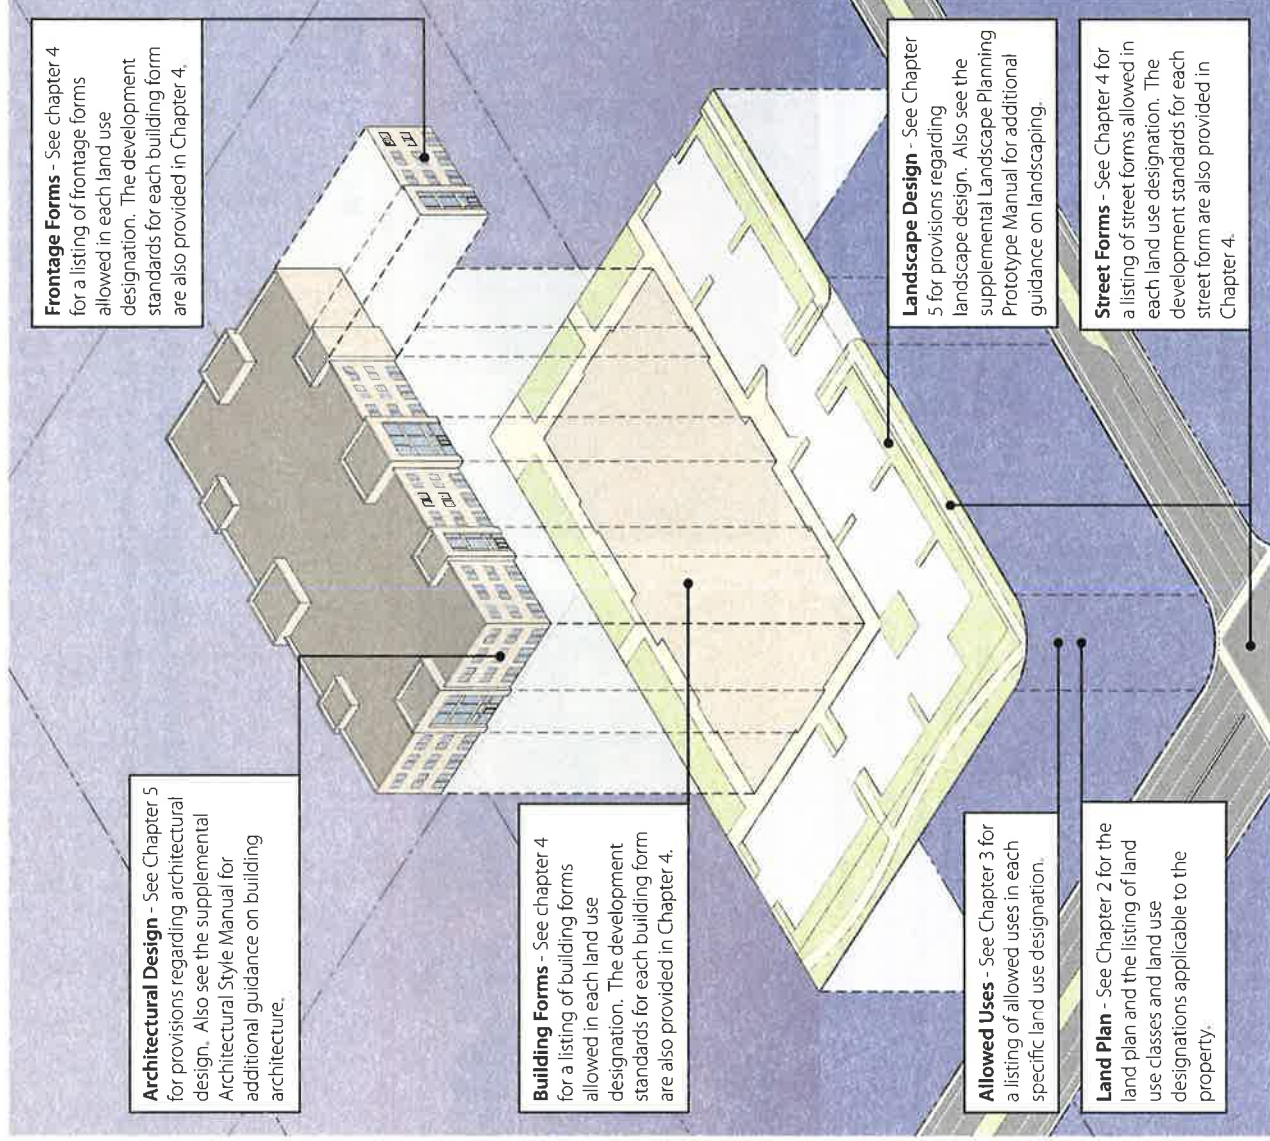 Architectural Design - See Chapter 5
for provisions regarding architectural
design. Also see the supplemental
Architectural Style Manual for
additional guidance on building
architecture.
Frontage Forms - See chapter 4
for a listing of frontage forms
allowed in each land use
designation. The development
standards for each building form
are also provided in Chapter 4.
Building Forms - See chapter 4
for a listing of building forms
allowed in each land use
designation. The development
standards for each building form
are also provided in Chapter 4.
Landscape Design - See Chapter
5 for provisions regarding
landscape design. Also see the
supplemental Landscape Planning
Prototype Manual for additional
guidance on landscaping.
Allowed Uses - See Chapter 3 for
a listing of allowed uses in each
specific land use designation.
Land Plan - See Chapter 2 for the
land plan and the listing of land
use classes and land use
designations applicable to the
property.
Street Forms - See Chapter 4 for
a listing of street forms allowed in
each land use designation. The
development standards for each
street form are also provided in
Chapter 4.